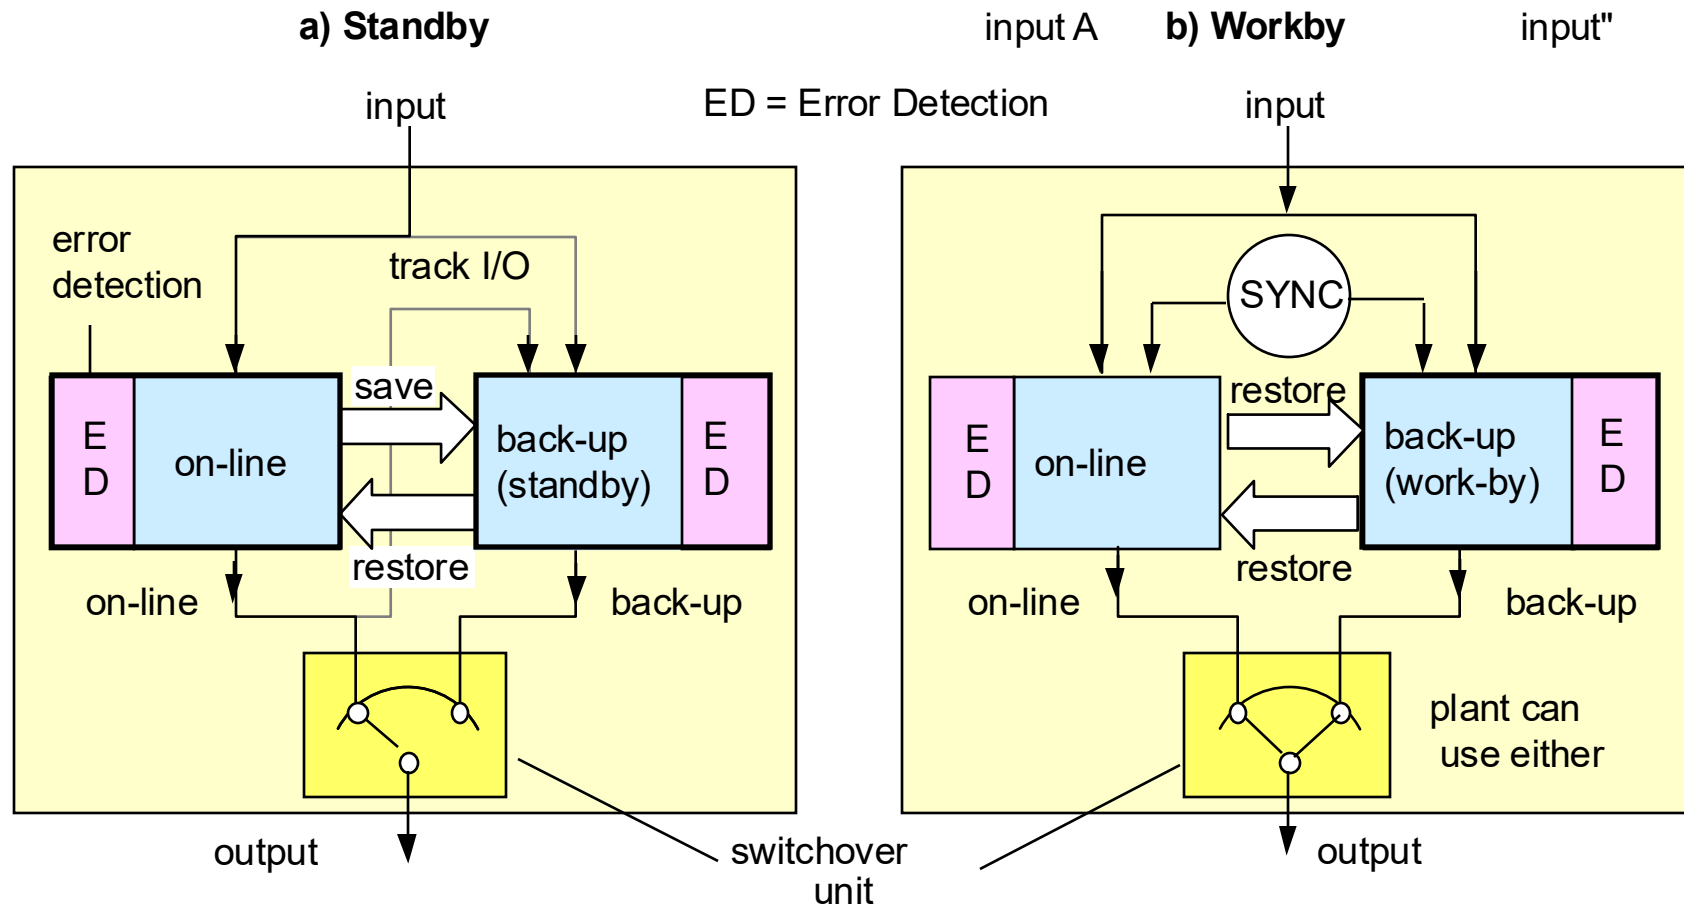 a) Standby
input A
b) Workby
input"
input
ED = Error Detection
input
error
detection
track I/O
SYNC
save
E
D
on-line
back-up
(standby)
E
D
restore
on-line
back-up
restore
E
D
on-line
back-up
(work-by)
E
D
restore
on-line
back-up
plant can
use either
output
switchover
unit
output